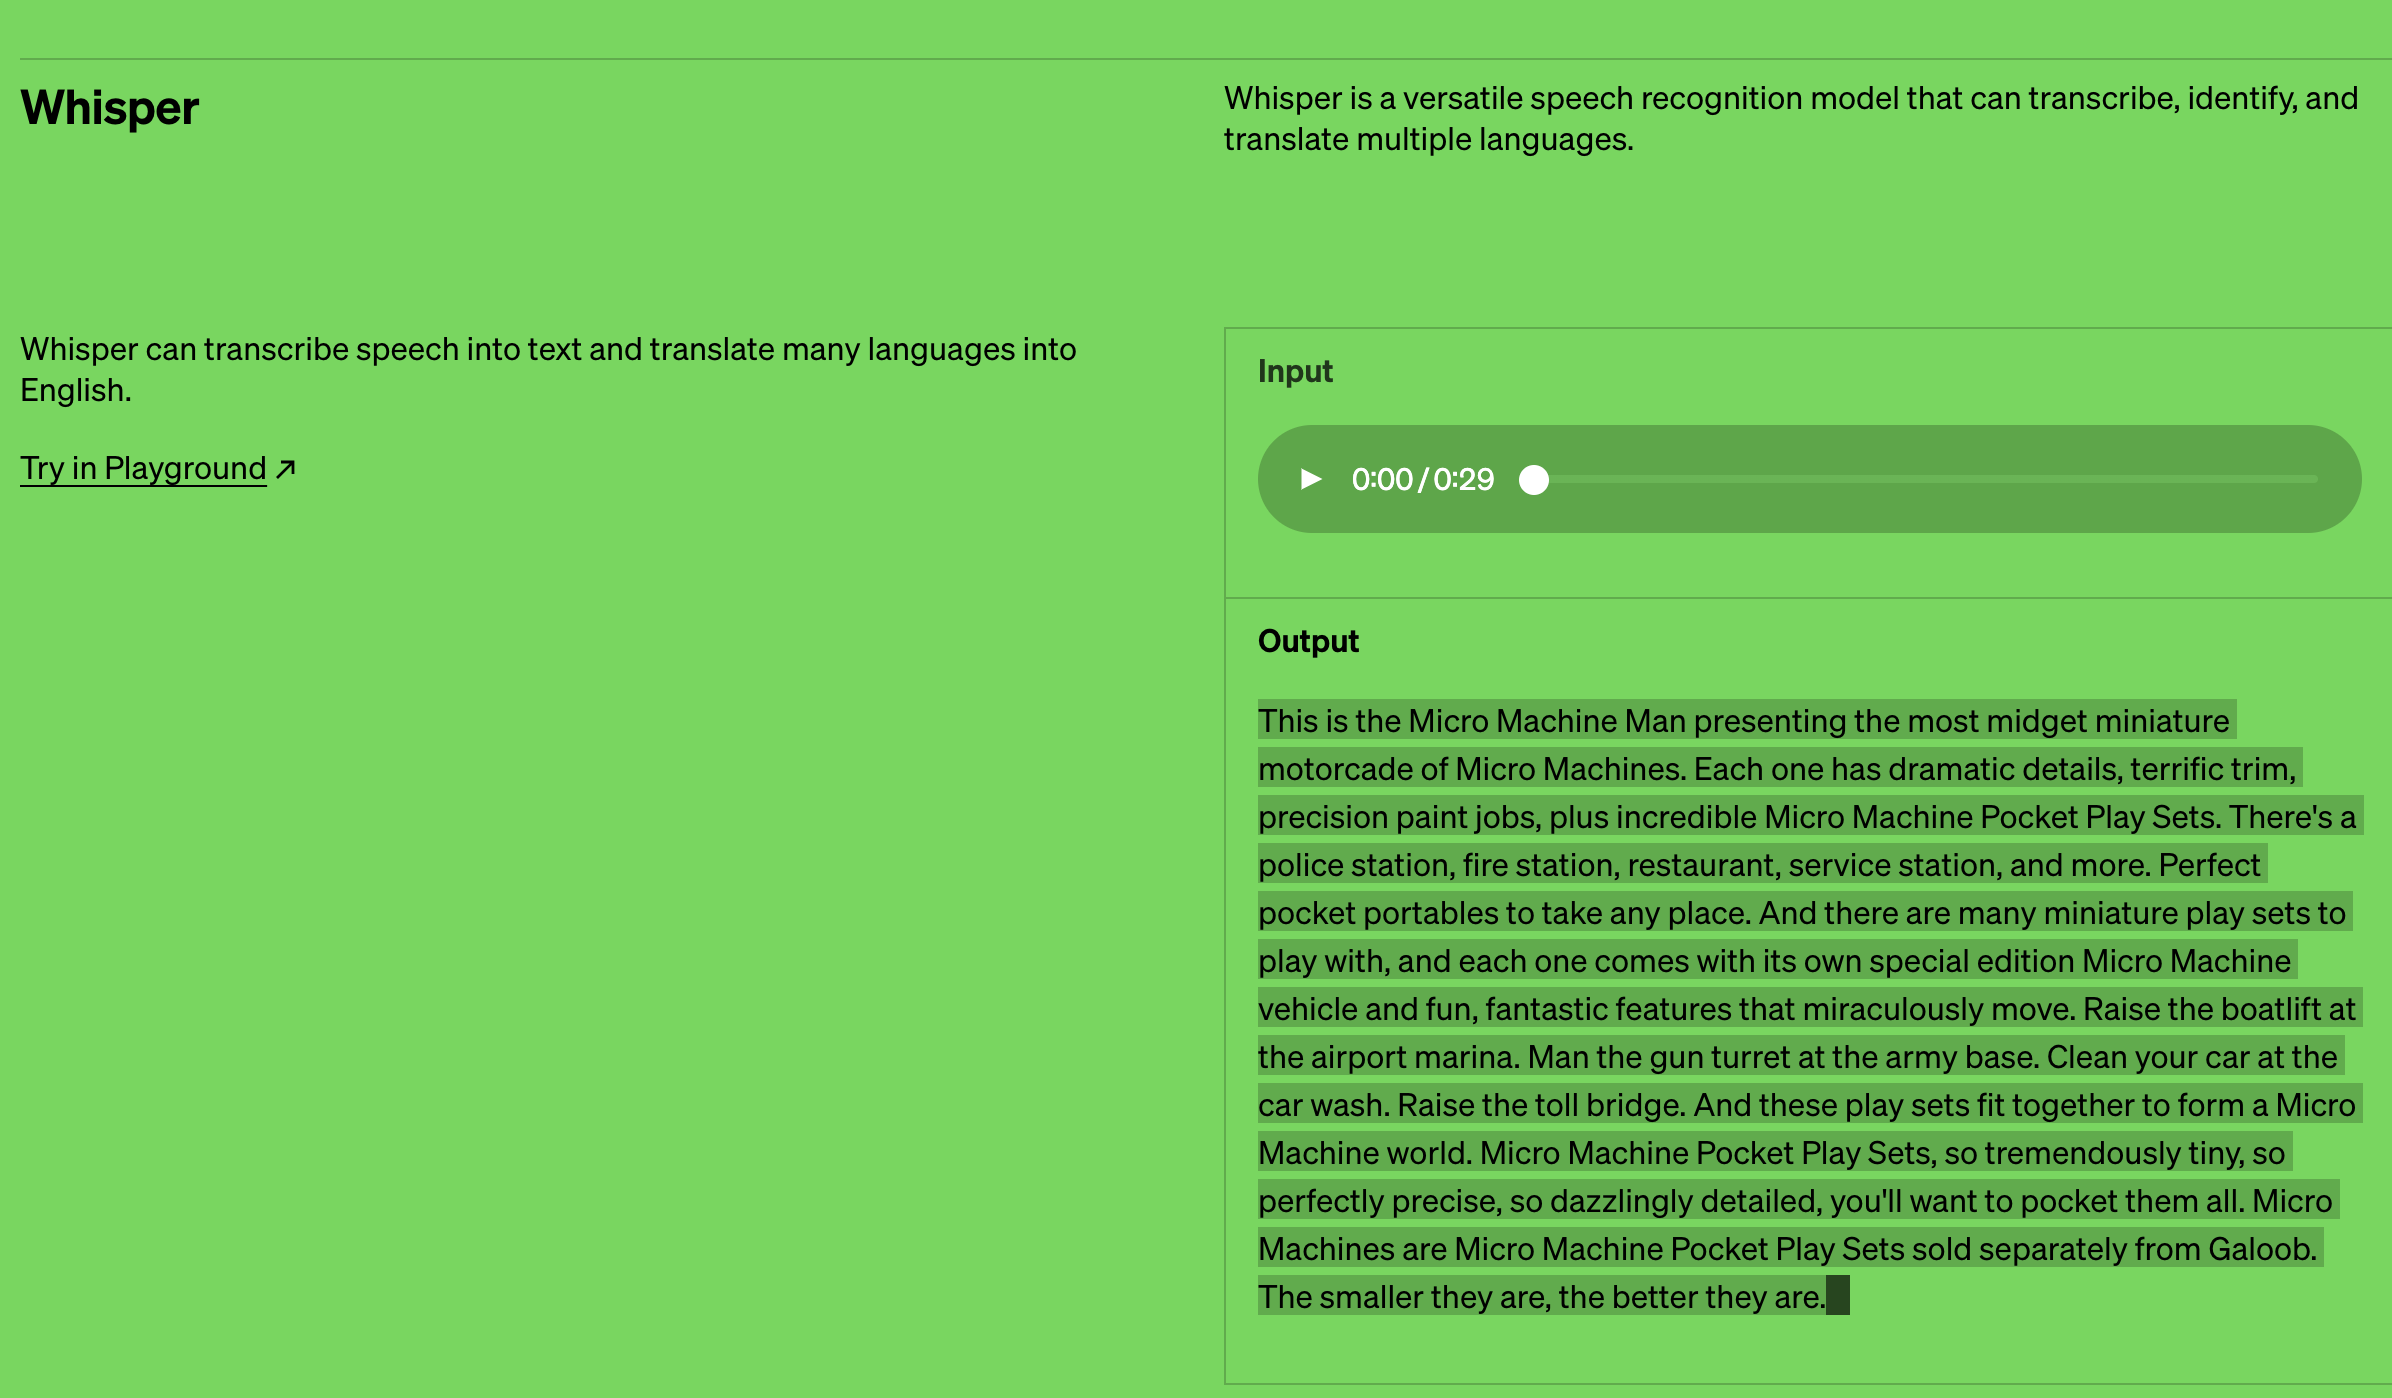 Whisper
Whisper is a versatile speech recognition model that can transcribe, identify, and
translate multiple languages.
Whisper can transcribe speech into text and translate many languages into
English.
Try in Playground ↗
Input
0:00 / 0:29
Output
This is the Micro Machine Man presenting the most midget miniature
motorcade of Micro Machines. Each one has dramatic details, terrific trim,
precision paint jobs, plus incredible Micro Machine Pocket Play Sets. There's a
police station, fire station, restaurant, service station, and more. Perfect
pocket portables to take any place. And there are many miniature play sets to
play with, and each one comes with its own special edition Micro Machine
vehicle and fun, fantastic features that miraculously move. Raise the boatlift at
the airport marina. Man the gun turret at the army base. Clean your car at the
car wash. Raise the toll bridge. And these play sets fit together to form a Micro
Machine world. Micro Machine Pocket Play Sets, so tremendously tiny, so
perfectly precise, so dazzlingly detailed, you'll want to pocket them all. Micro
Machines are Micro Machine Pocket Play Sets sold separately from Galoob.
The smaller they are, the better they are.